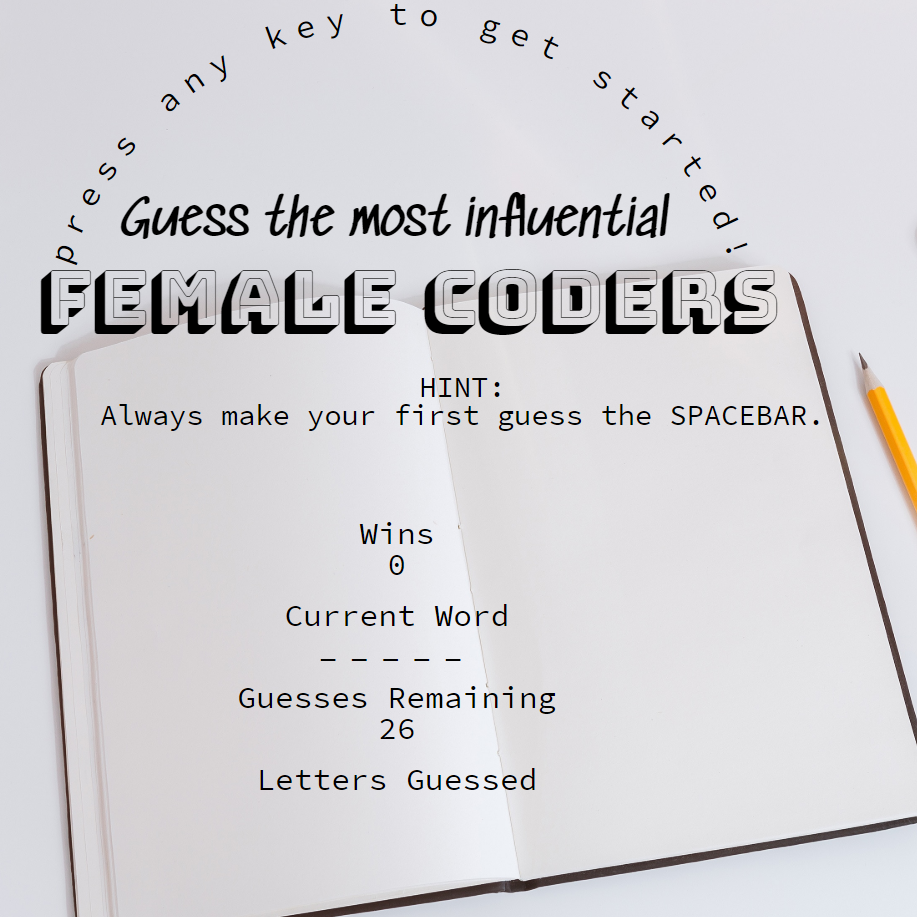 press any key to get started!
Guess the most influential
FEMALE CODERS
HINT:
Always make your first guess the SPACEBAR.
Wins
0
Current Word
_ _ _ _ _
Guesses Remaining
26
Letters Guessed